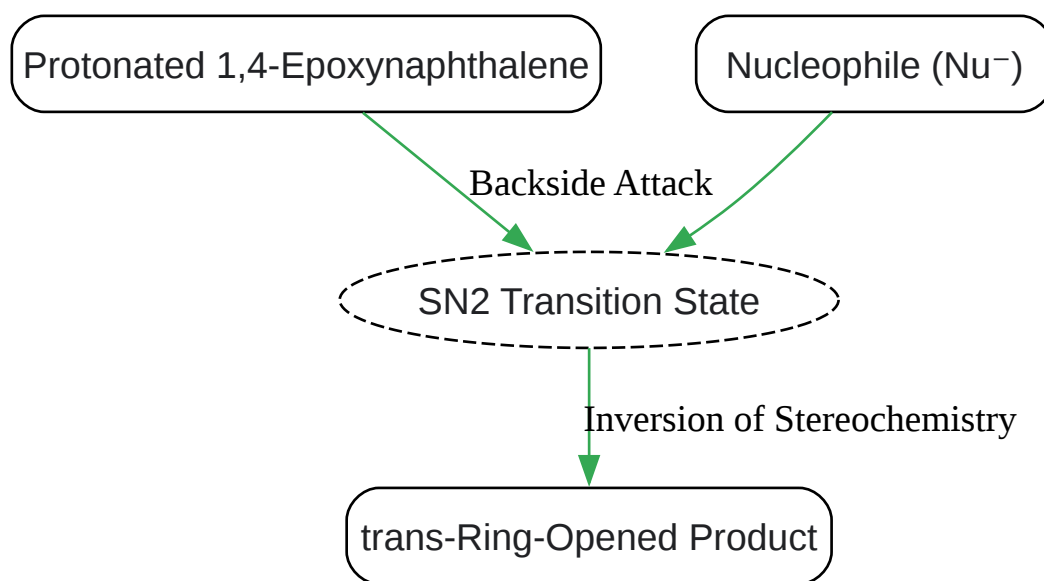 Protonated 1,4-Epoxynaphthalene
Nucleophile (Nu⁻)
Backside Attack
SN2 Transition State
Inversion of Stereochemistry
trans-Ring-Opened Product